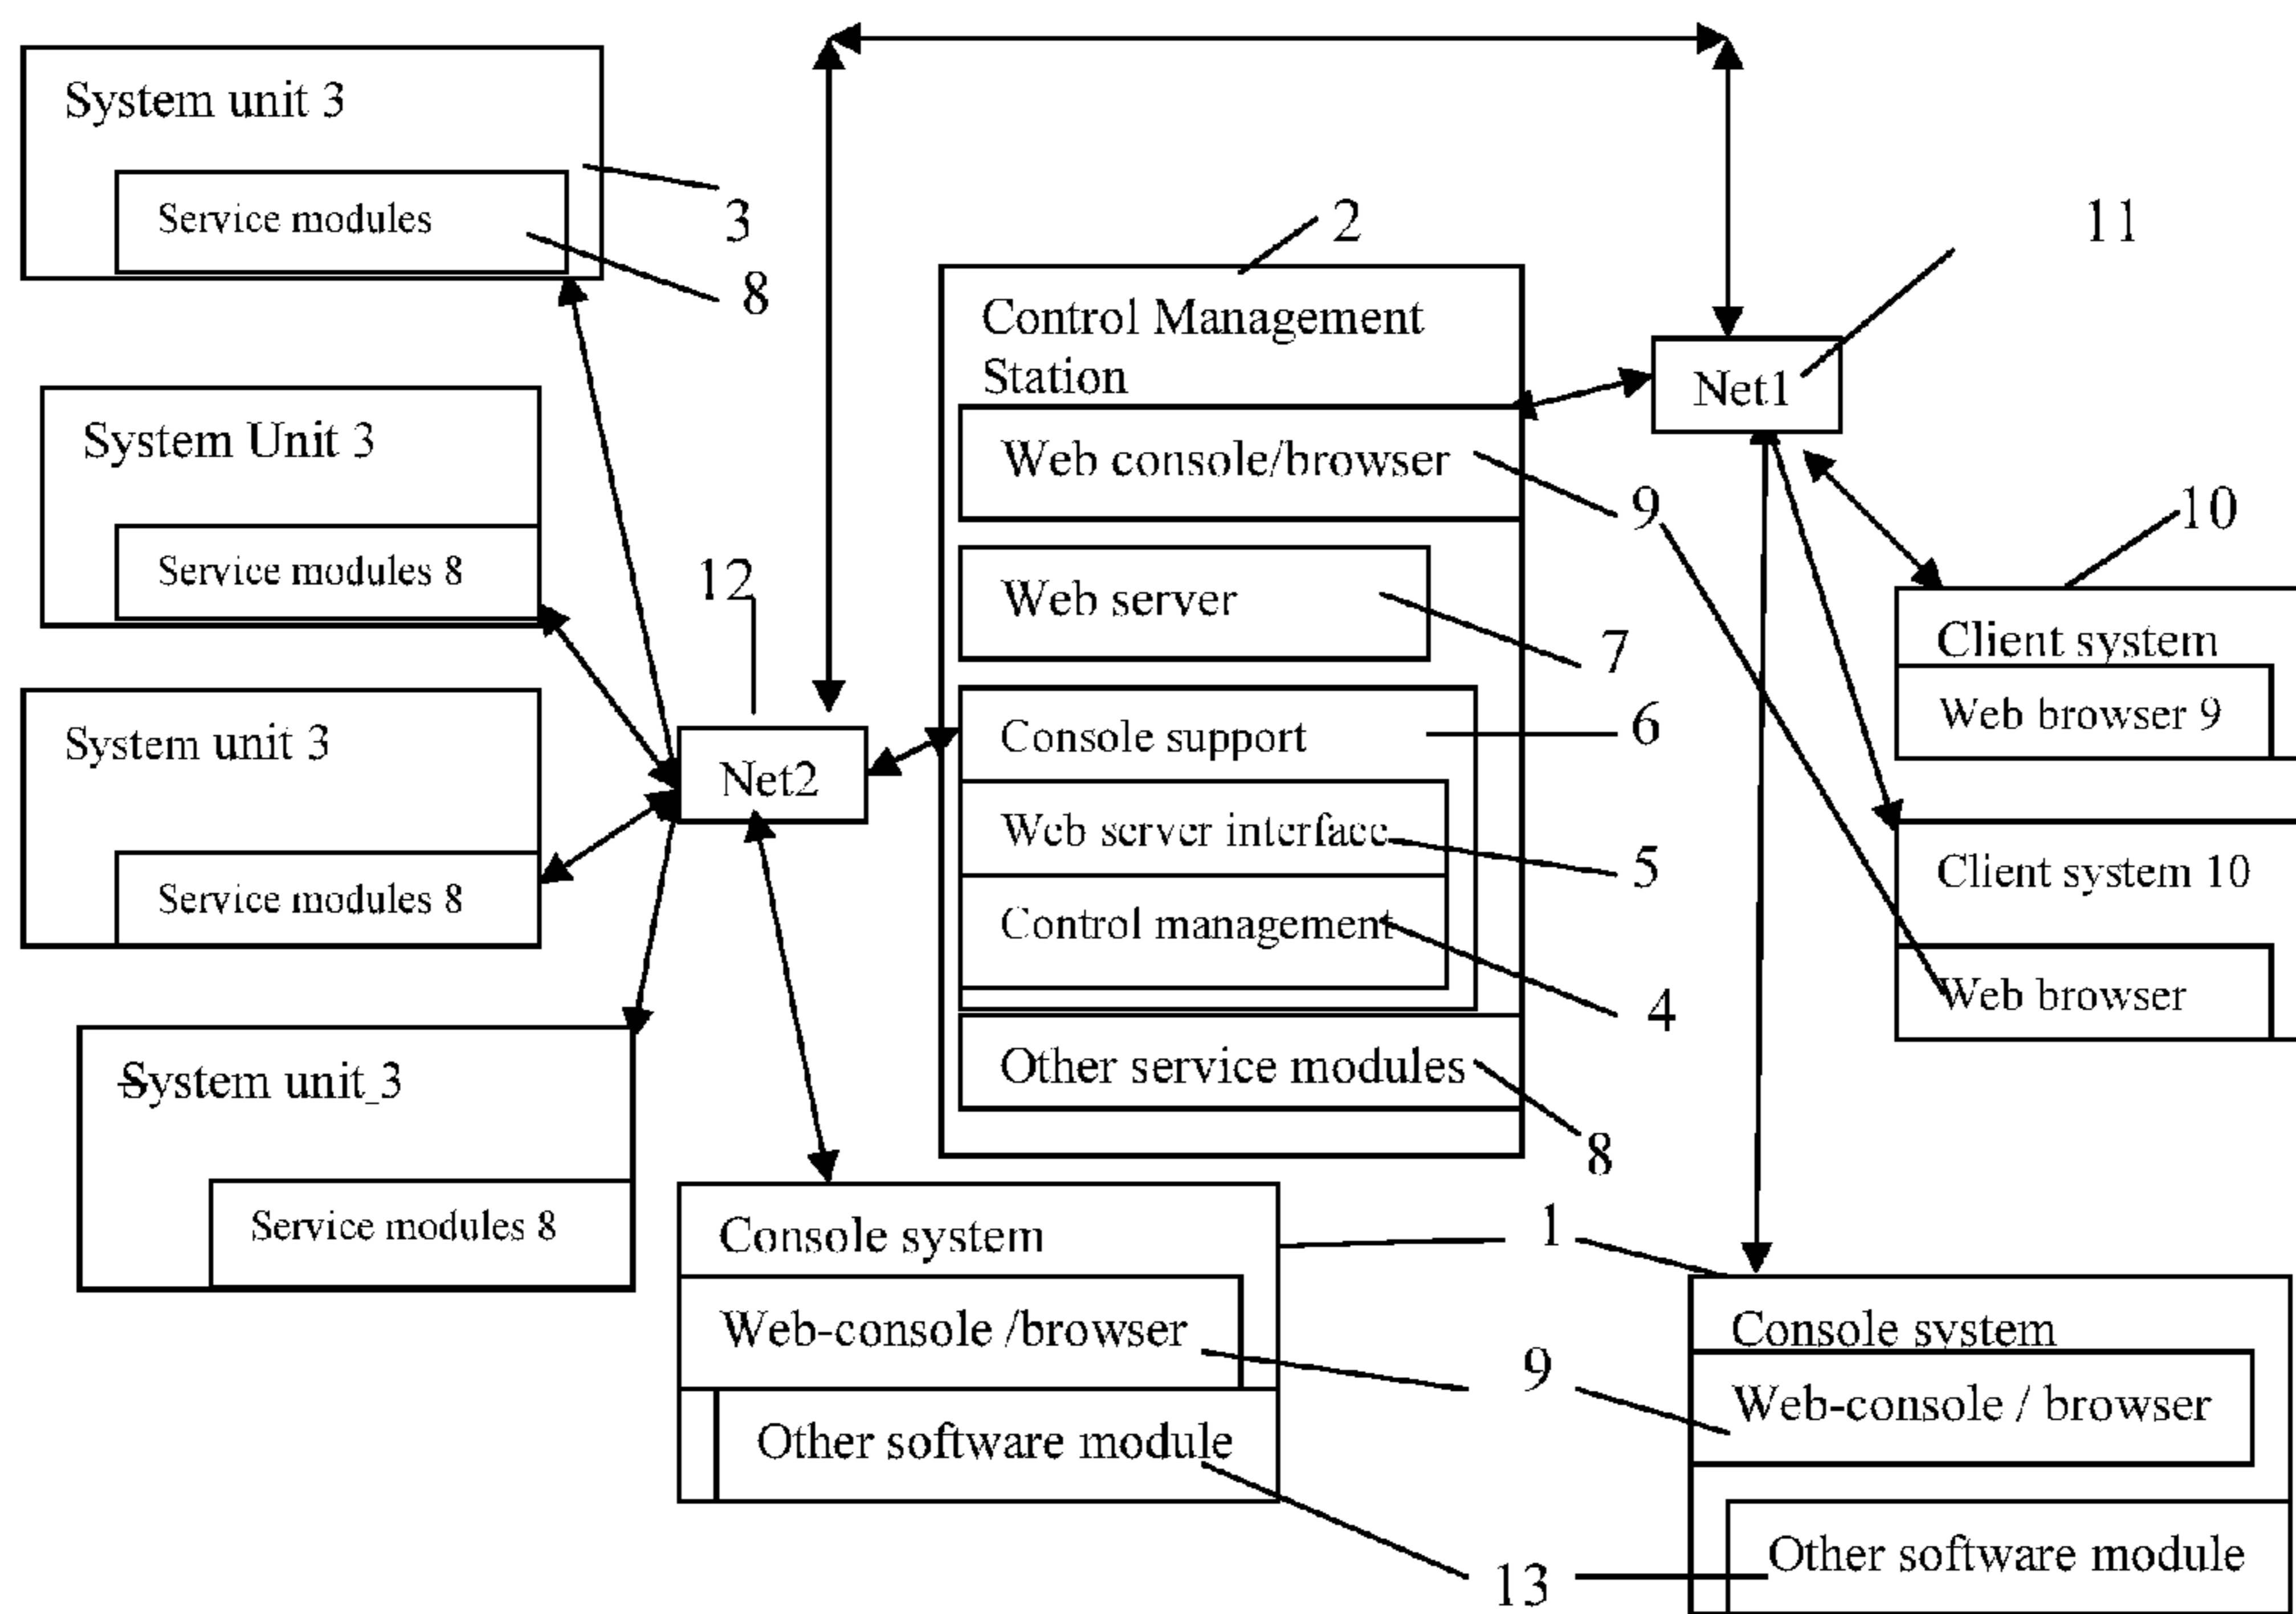 System unit 3
Service modules
3
8
System Unit 3
Service modules 8
System unit 3
Service modules 8
System unit 3
Service modules 8
12
Net2
2
Control Management
Station
Web console/browser
9
Web server
7
Console support
6
Web server interface
5
Control management
4
Other service modules
8
11
Net1
10
Client system
Web browser 9
Client system 10
Web browser
Console system
1
Web-console /browser
9
Other software module
13
Console system
Web-console / browser
Other software module